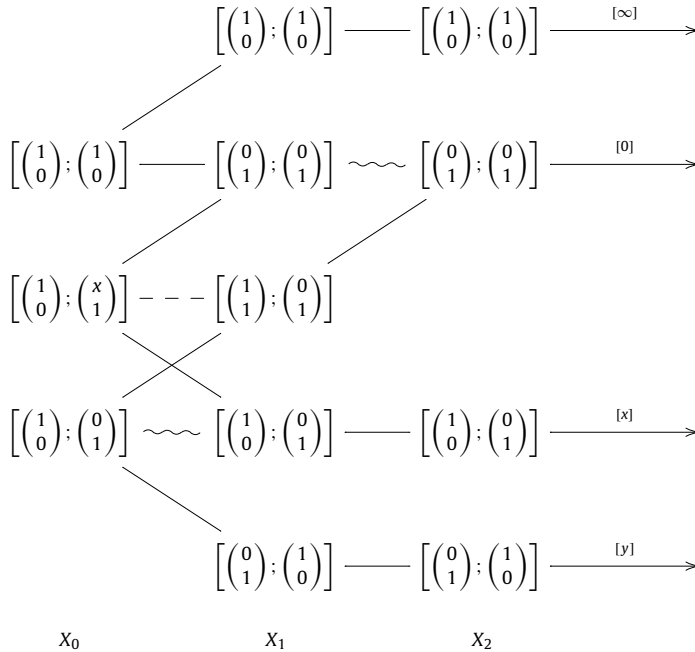 [(1 0) ; (1 0)] [(1 0) ; (1 0)] [∞]
[(1 0) ; (1 0)] [(0 1) ; (0 1)] [(0 1) ; (0 1)] [0]
[(1 0) ; (x 1)] [(1 1) ; (0 1)]
[(1 0) ; (0 1)] [(1 0) ; (0 1)] [(1 0) ; (0 1)] [x]
[(0 1) ; (1 0)] [(0 1) ; (1 0)] [y]
X₀ X₁ X₂